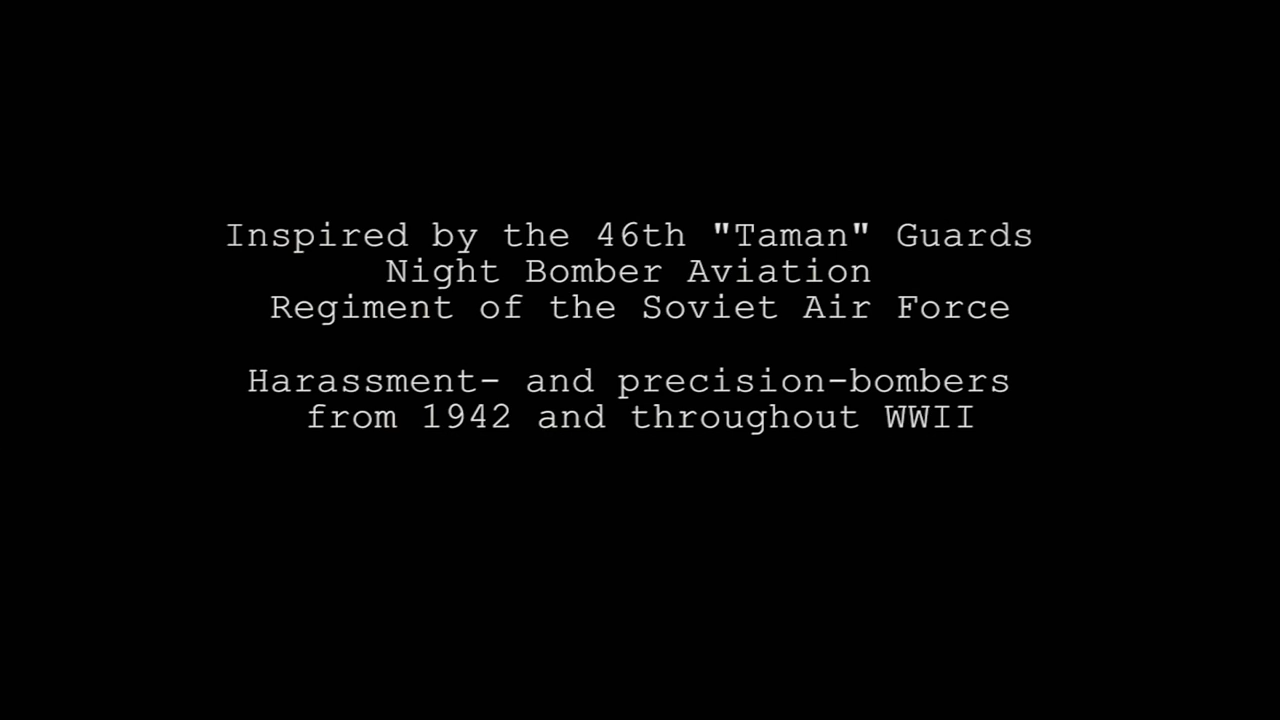 Inspired by the 46th "Taman" Guards
Night Bomber Aviation
Regiment of the Soviet Air Force
Harassment- and precision-bombers
from 1942 and throughout WWII